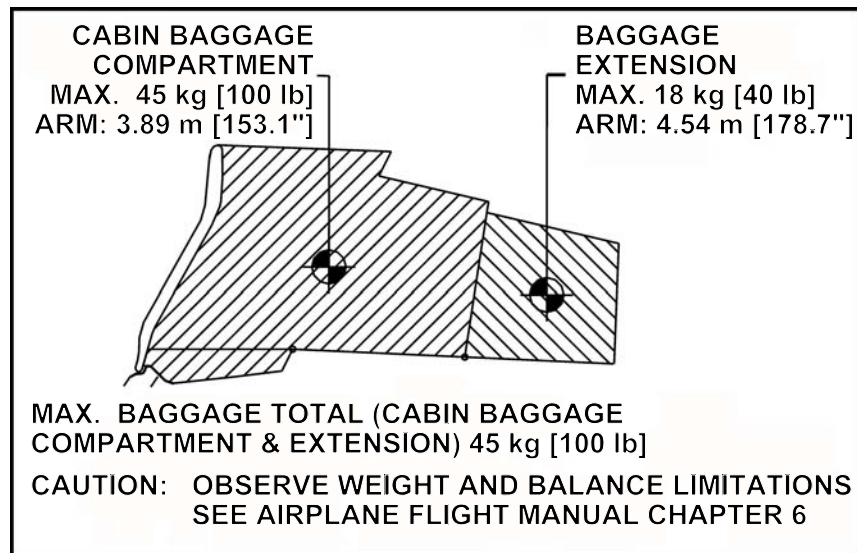 CABIN BAGGAGE
COMPARTMENT
MAX. 45 kg [100 lb]
ARM: 3.89 m [153.1"]
BAGGAGE
EXTENSION
MAX. 18 kg [40 lb]
ARM: 4.54 m [178.7"]
MAX. BAGGAGE TOTAL (CABIN BAGGAGE
COMPARTMENT & EXTENSION) 45 kg [100 lb]
CAUTION: OBSERVE WEIGHT AND BALANCE LIMITATIONS
SEE AIRPLANE FLIGHT MANUAL CHAPTER 6